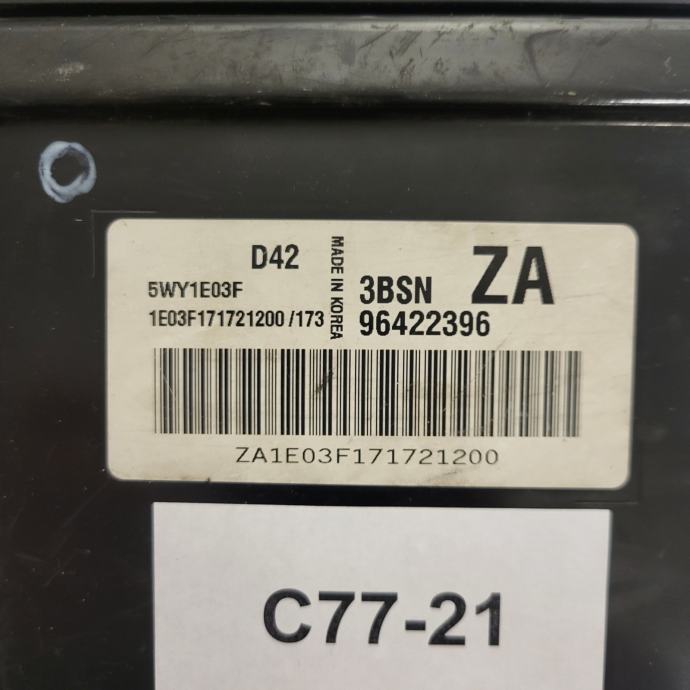 D42
5WY1E03F
1E03F171721200 /173
MADE IN KOREA
3BSN ZA
96422396
ZA1E03F171721200
C77-21